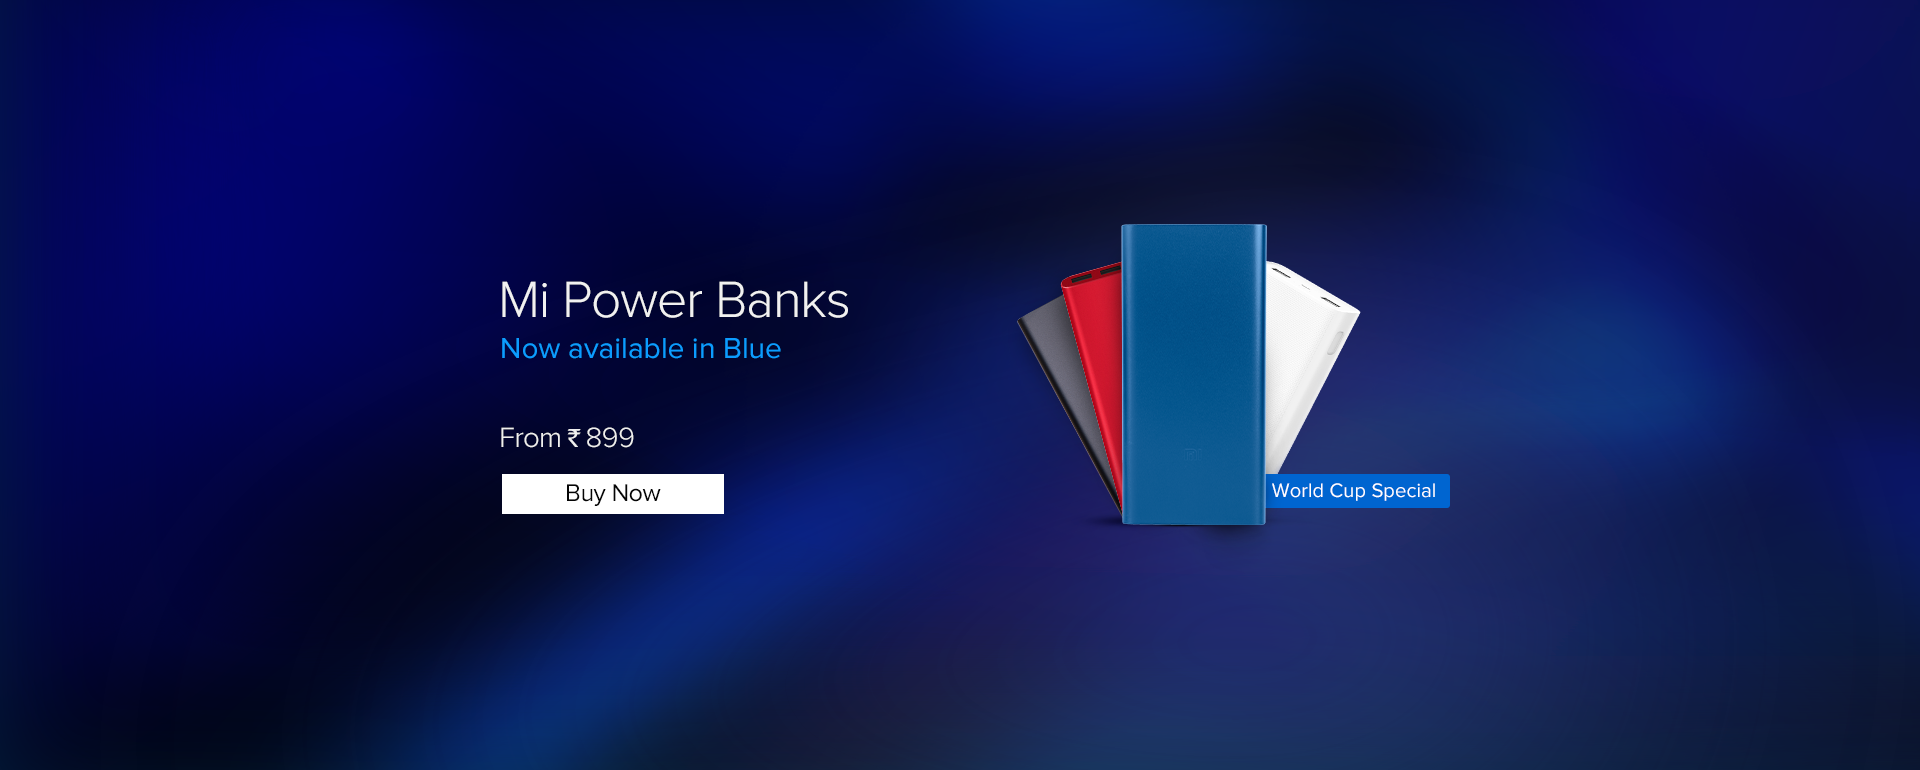 Mi Power Banks
Now available in Blue
From ₹ 899
Buy Now
World Cup Special